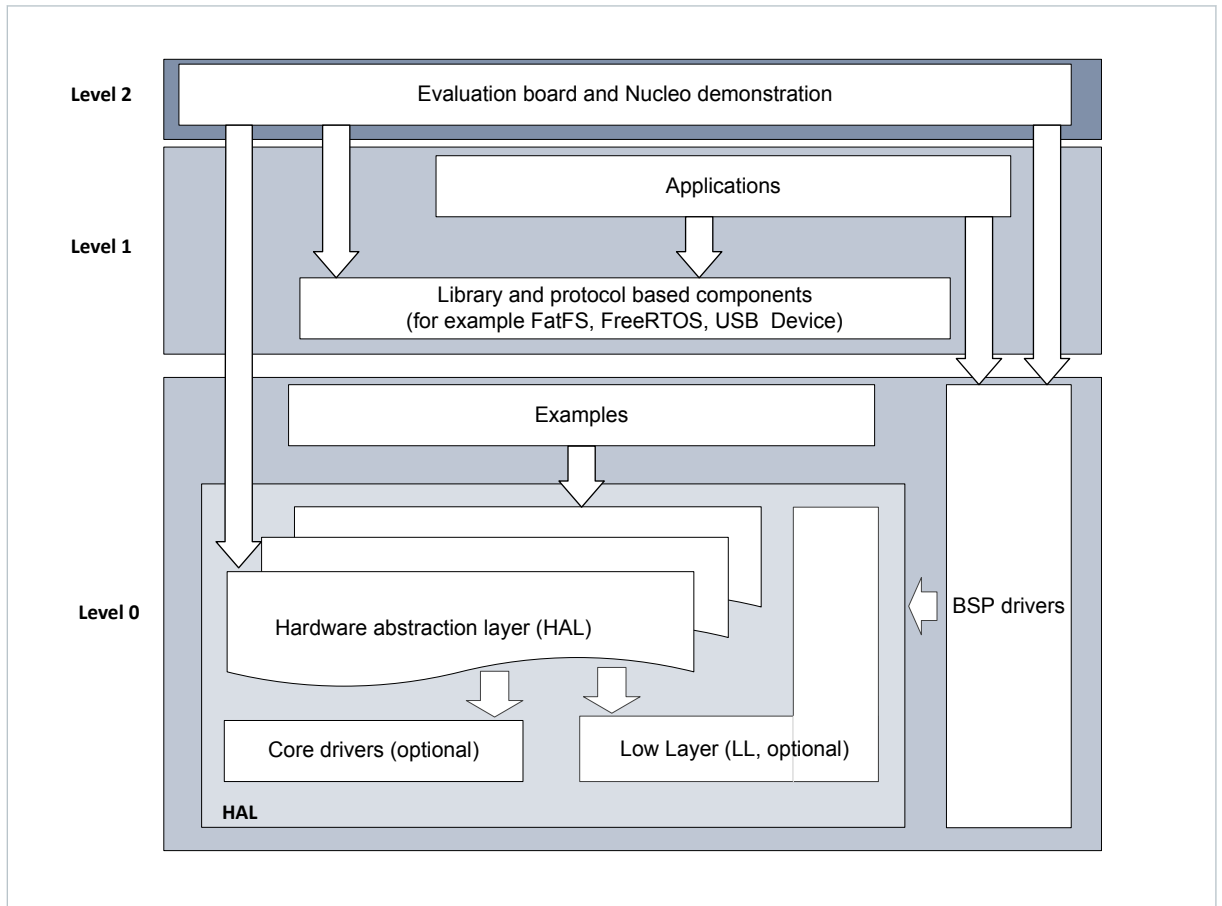 Level 2
Evaluation board and Nucleo demonstration
Applications
Level 1
Library and protocol based components
(for example FatFS, FreeRTOS, USB Device)
Examples
Level 0
Hardware abstraction layer (HAL)
BSP drivers
Core drivers (optional)
Low Layer (LL, optional)
HAL